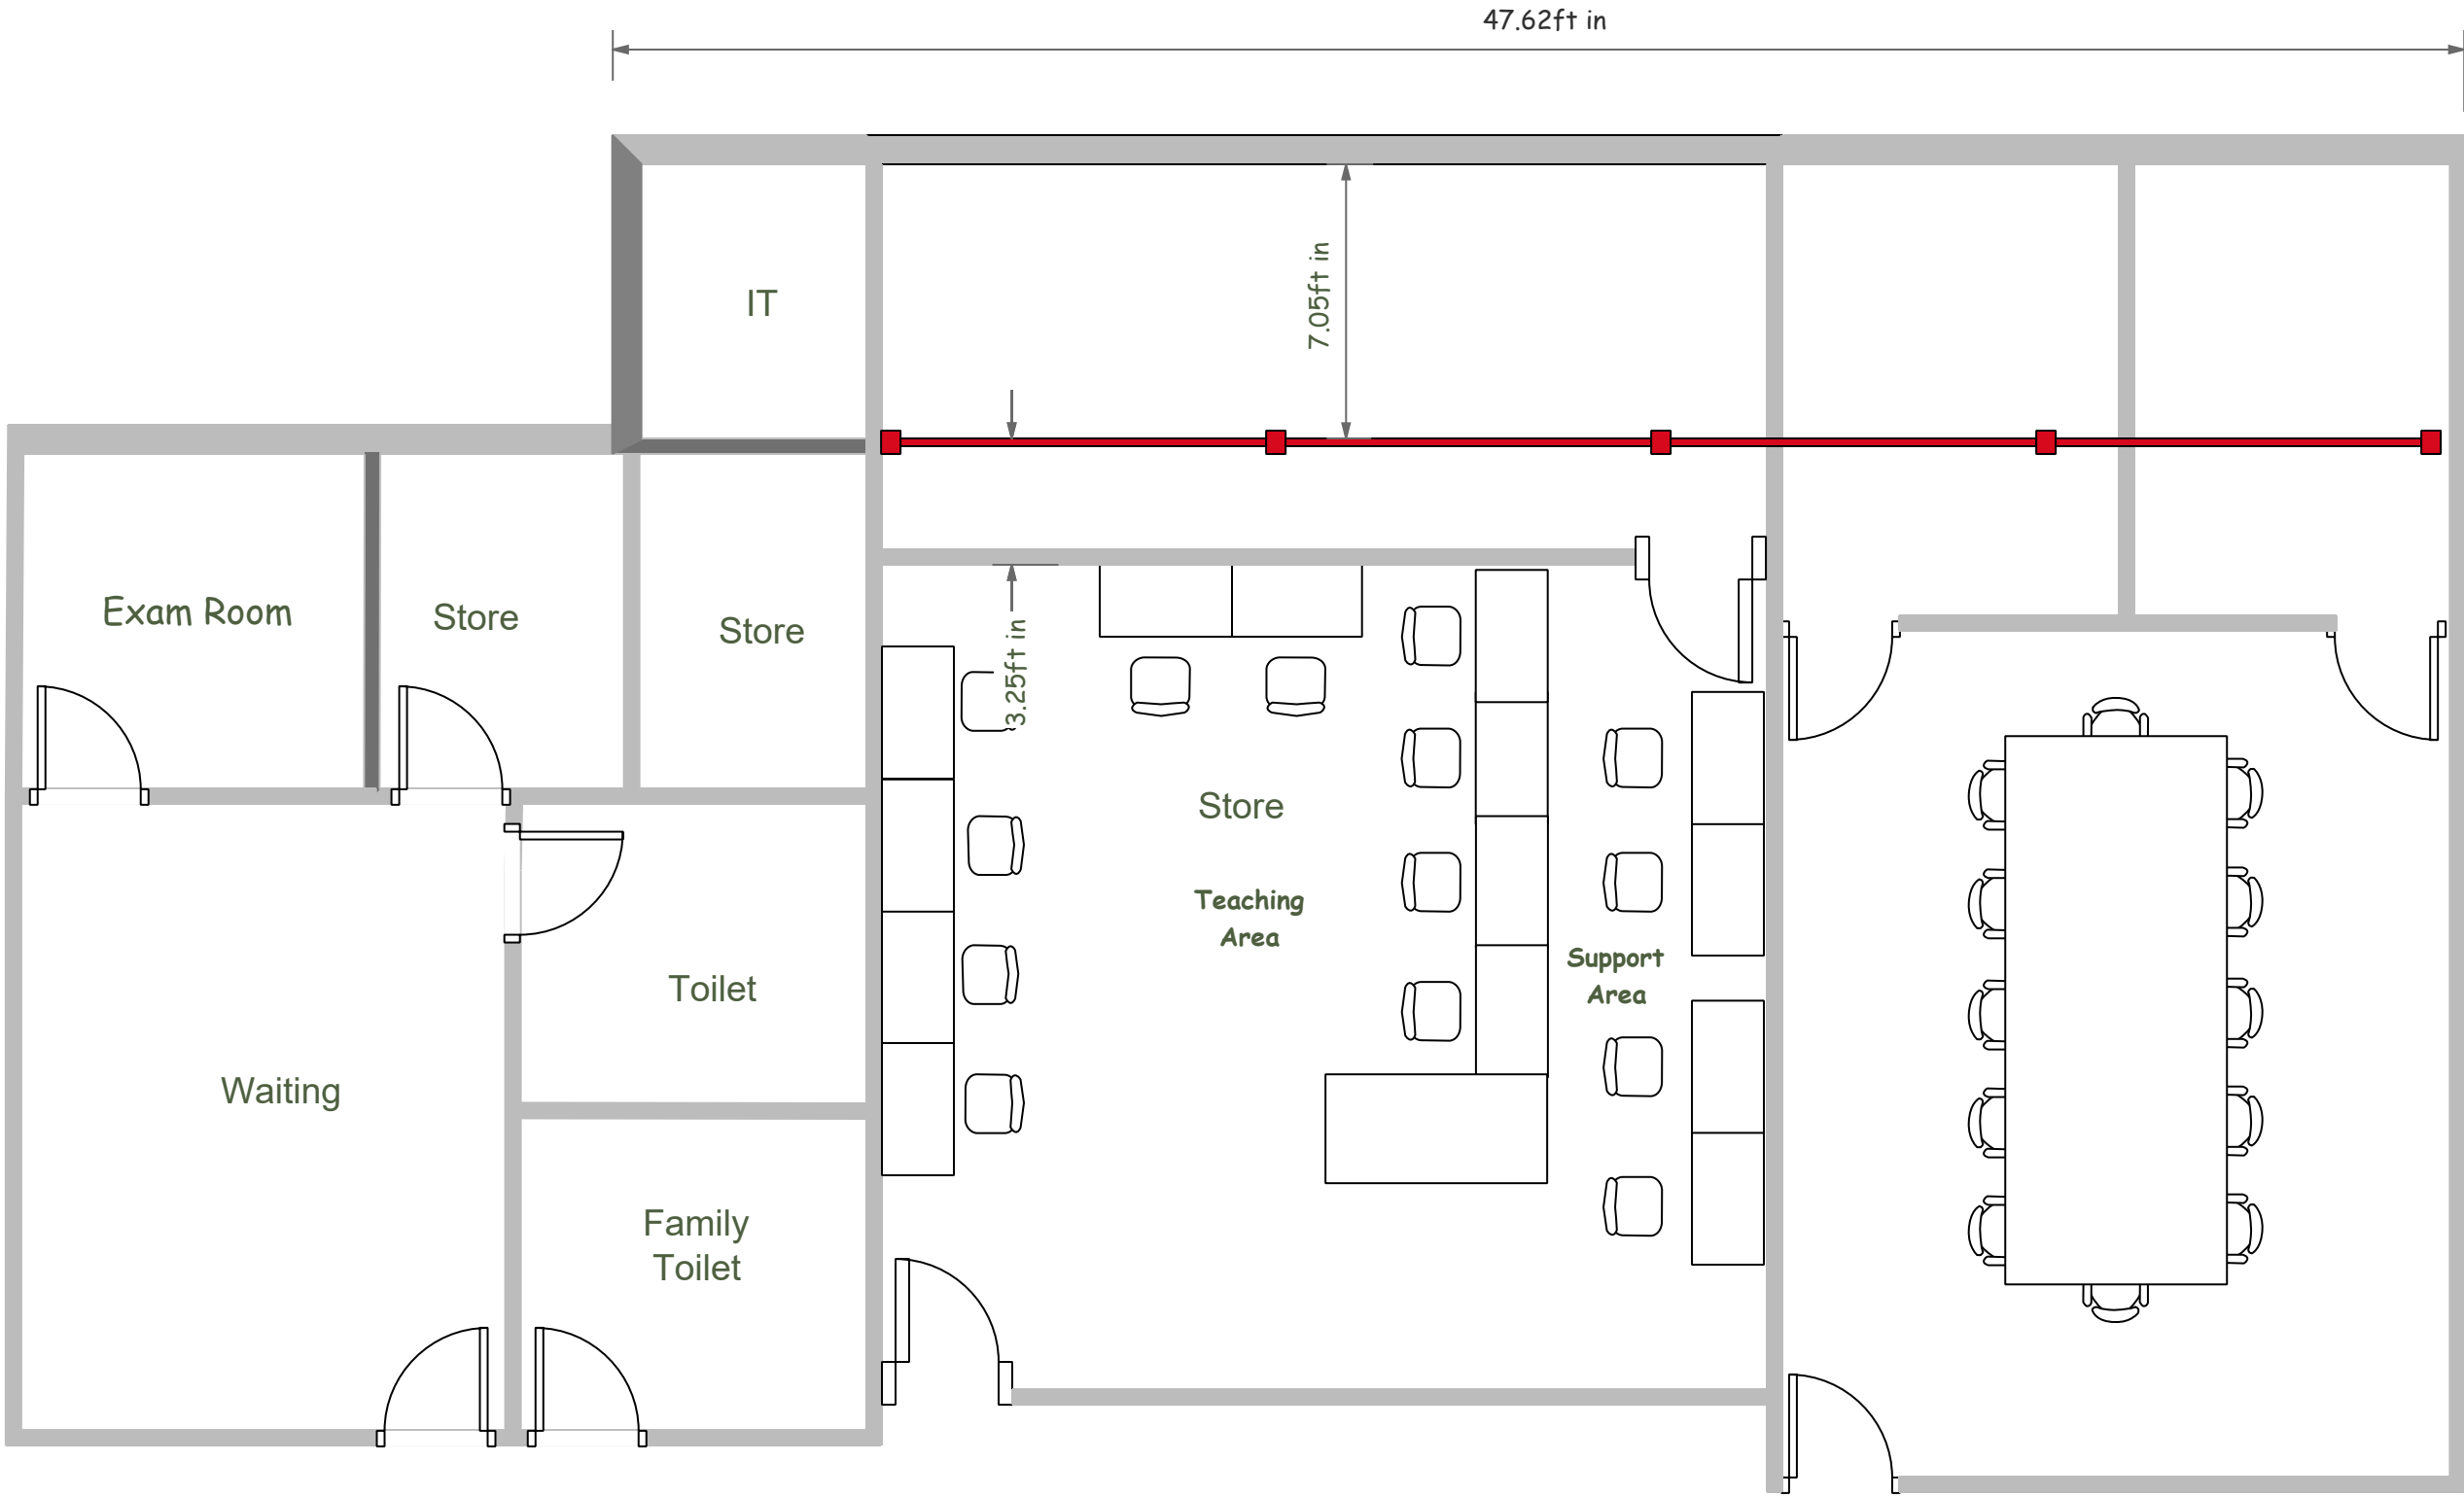 47.62ft in
7.05ft in
IT
Exam Room
Store
Store
3.25ft in
Store
Teaching
Area
Support
Area
Toilet
Waiting
Family
Toilet